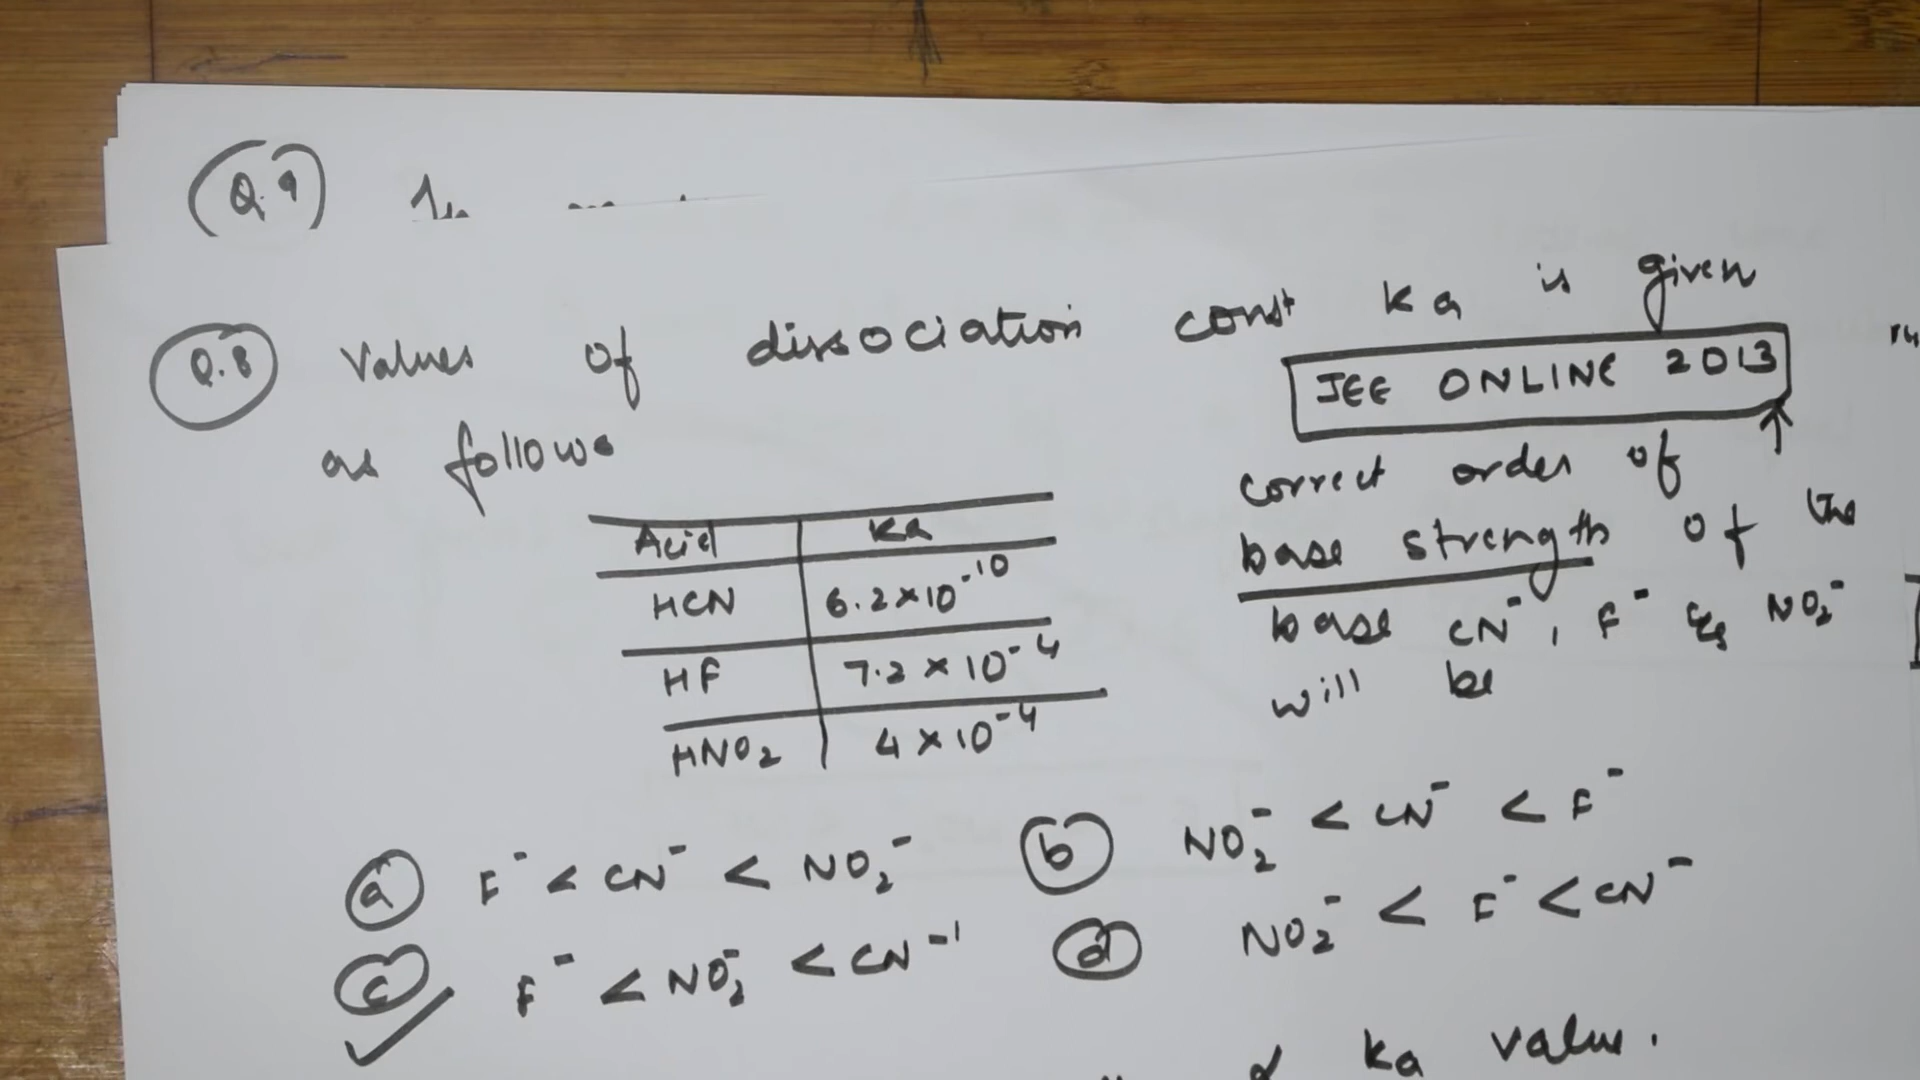 Q.9
Q.8 Values of dissociation const ka is given
as follows
JEE ONLINE 2013
Acid ka
HCN 6.2×10⁻¹⁰
HF 7.2×10⁻⁴
HNO₂ 4×10⁻⁴
correct order of
base strength of the
base CN⁻, F⁻ & NO₂⁻
will be
a F⁻ < CN⁻ < NO₂⁻
b NO₂⁻ < CN⁻ < F⁻
c F⁻ < NO₂⁻ < CN⁻¹
d NO₂⁻ < F⁻ < CN⁻
ka value.